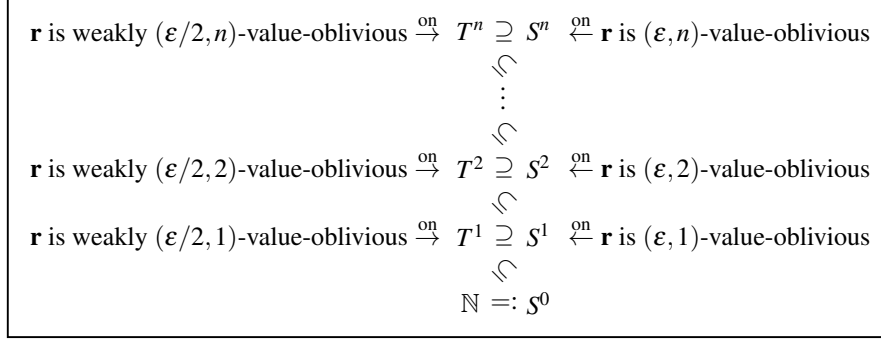 𝐫 is weakly (ε/2, n)-value-oblivious →^{on} Tⁿ ⊇ Sⁿ ←^{on} 𝐫 is (ε, n)-value-oblivious
⊆
⋮
⊆
𝐫 is weakly (ε/2, 2)-value-oblivious →^{on} T² ⊇ S² ←^{on} 𝐫 is (ε, 2)-value-oblivious
⊆
𝐫 is weakly (ε/2, 1)-value-oblivious →^{on} T¹ ⊇ S¹ ←^{on} 𝐫 is (ε, 1)-value-oblivious
⊆
ℕ =: S⁰